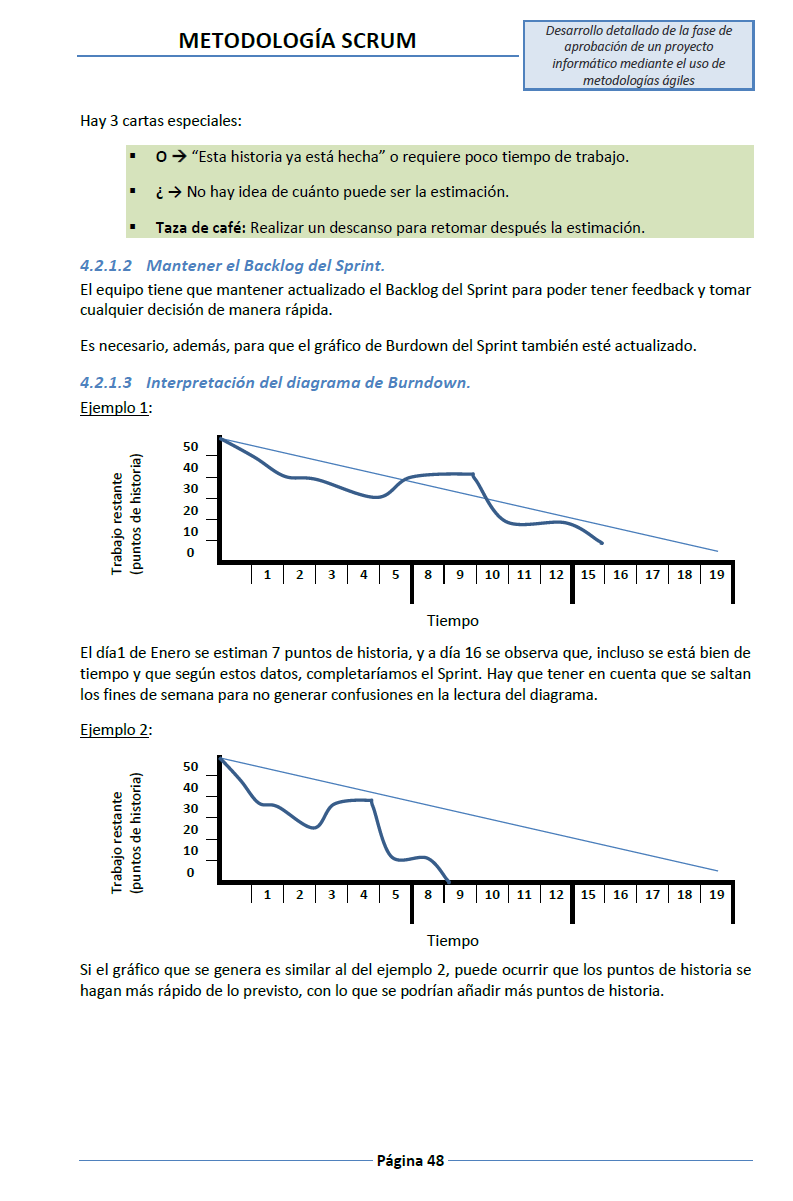 METODOLOGÍA SCRUM
Desarrollo detallado de la fase de
aprobación de un proyecto
informático mediante el uso de
metodologías ágiles
Hay 3 cartas especiales:
▪ O → “Esta historia ya está hecha” o requiere poco tiempo de trabajo.
▪ ¿ → No hay idea de cuánto puede ser la estimación.
▪ Taza de café: Realizar un descanso para retomar después la estimación.
4.2.1.2 Mantener el Backlog del Sprint.
El equipo tiene que mantener actualizado el Backlog del Sprint para poder tener feedback y tomar
cualquier decisión de manera rápida.
Es necesario, además, para que el gráfico de Burdown del Sprint también esté actualizado.
4.2.1.3 Interpretación del diagrama de Burndown.
Ejemplo 1:
Trabajo restante
(puntos de historia)
50
40
30
20
10
0
1 2 3 4 5 8 9 10 11 12 15 16 17 18 19
Tiempo
El día1 de Enero se estiman 7 puntos de historia, y a día 16 se observa que, incluso se está bien de
tiempo y que según estos datos, completaríamos el Sprint. Hay que tener en cuenta que se saltan
los fines de semana para no generar confusiones en la lectura del diagrama.
Ejemplo 2:
Trabajo restante
(puntos de historia)
50
40
30
20
10
0
1 2 3 4 5 8 9 10 11 12 15 16 17 18 19
Tiempo
Si el gráfico que se genera es similar al del ejemplo 2, puede ocurrir que los puntos de historia se
hagan más rápido de lo previsto, con lo que se podrían añadir más puntos de historia.
Página 48